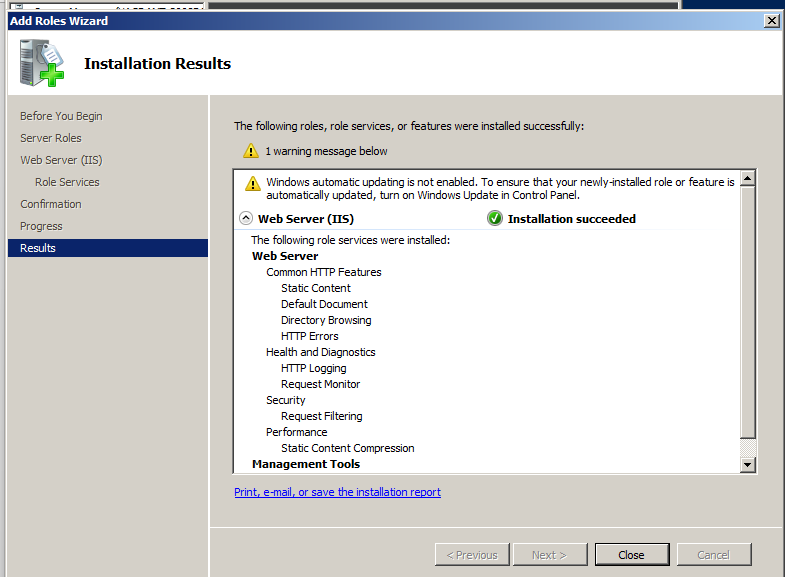 Add Roles Wizard
Installation Results
Before You Begin
Server Roles
Web Server (IIS)
Role Services
Confirmation
Progress
Results
The following roles, role services, or features were installed successfully:
1 warning message below
Windows automatic updating is not enabled. To ensure that your newly-installed role or feature is
automatically updated, turn on Windows Update in Control Panel.
Web Server (IIS) Installation succeeded
The following role services were installed:
Web Server
Common HTTP Features
Static Content
Default Document
Directory Browsing
HTTP Errors
Health and Diagnostics
HTTP Logging
Request Monitor
Security
Request Filtering
Performance
Static Content Compression
Management Tools
Print, e-mail, or save the installation report
< Previous Next > Close Cancel